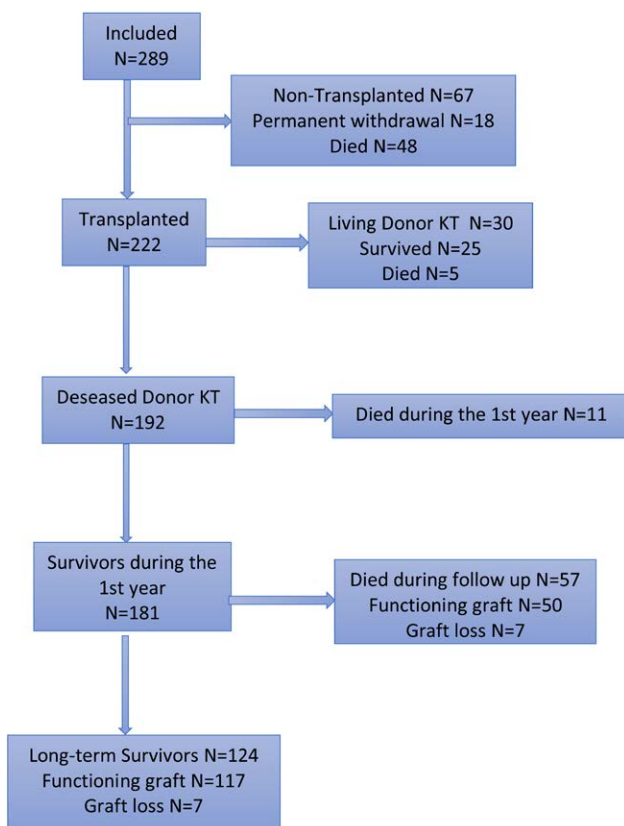 Included
N=289
Non-Transplanted N=67
Permanent withdrawal N=18
Died N=48
Transplanted
N=222
Living Donor KT N=30
Survived N=25
Died N=5
Deseased Donor KT
N=192
Died during the 1st year N=11
Survivors during the
1st year
N=181
Died during follow up N=57
Functioning graft N=50
Graft loss N=7
Long-term Survivors N=124
Functioning graft N=117
Graft loss N=7